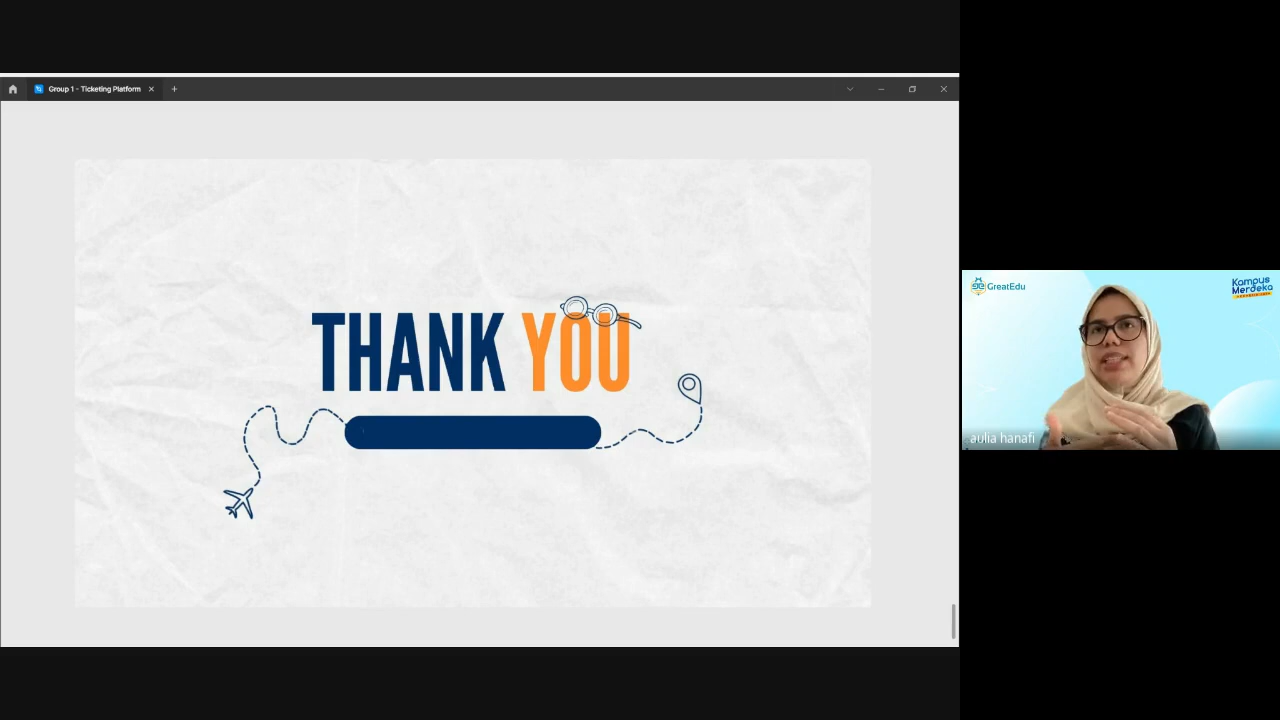 Group 1 - Ticketing Platform
THANK YOU
GreatEdu
Kampus
Merdeka
aulia hanafi